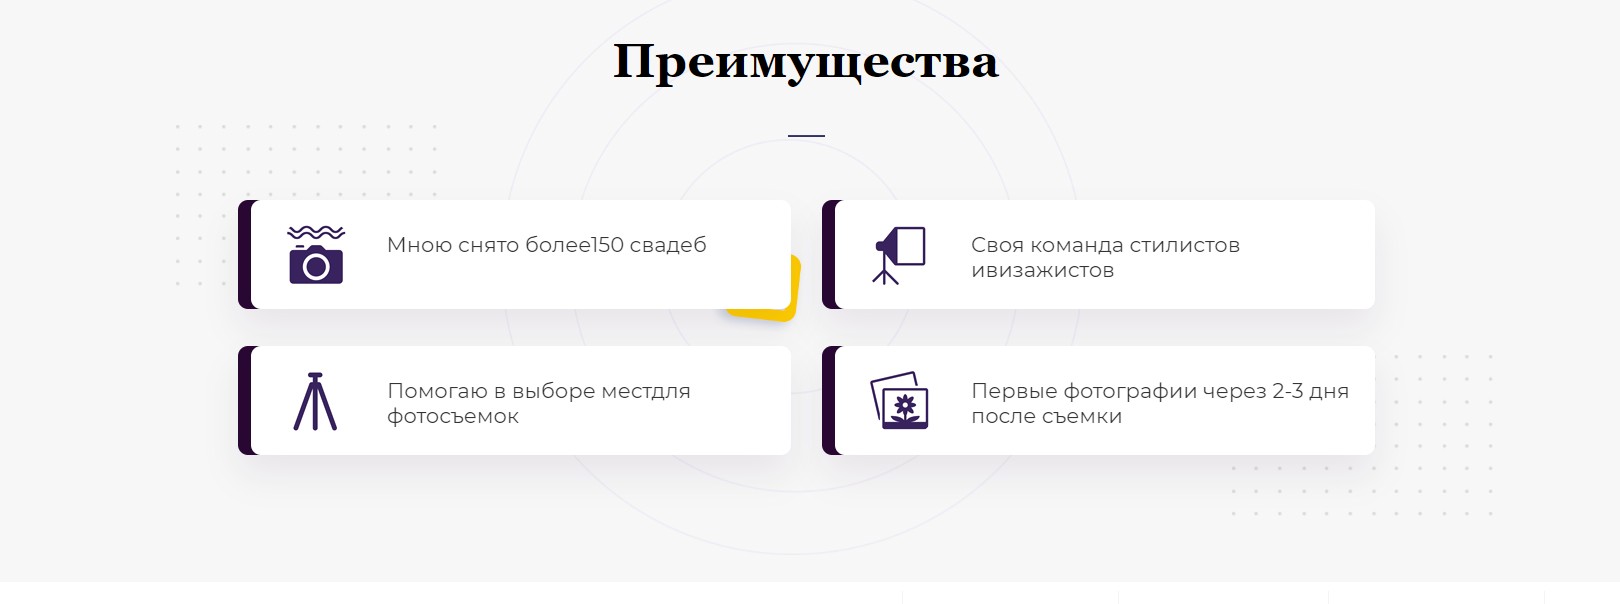 Преимущества
Мною снято более150 свадеб
Своя команда стилистов
ивизажистов
Помогаю в выборе местдля
фотосъемок
Первые фотографии через 2-3 дня
после съемки